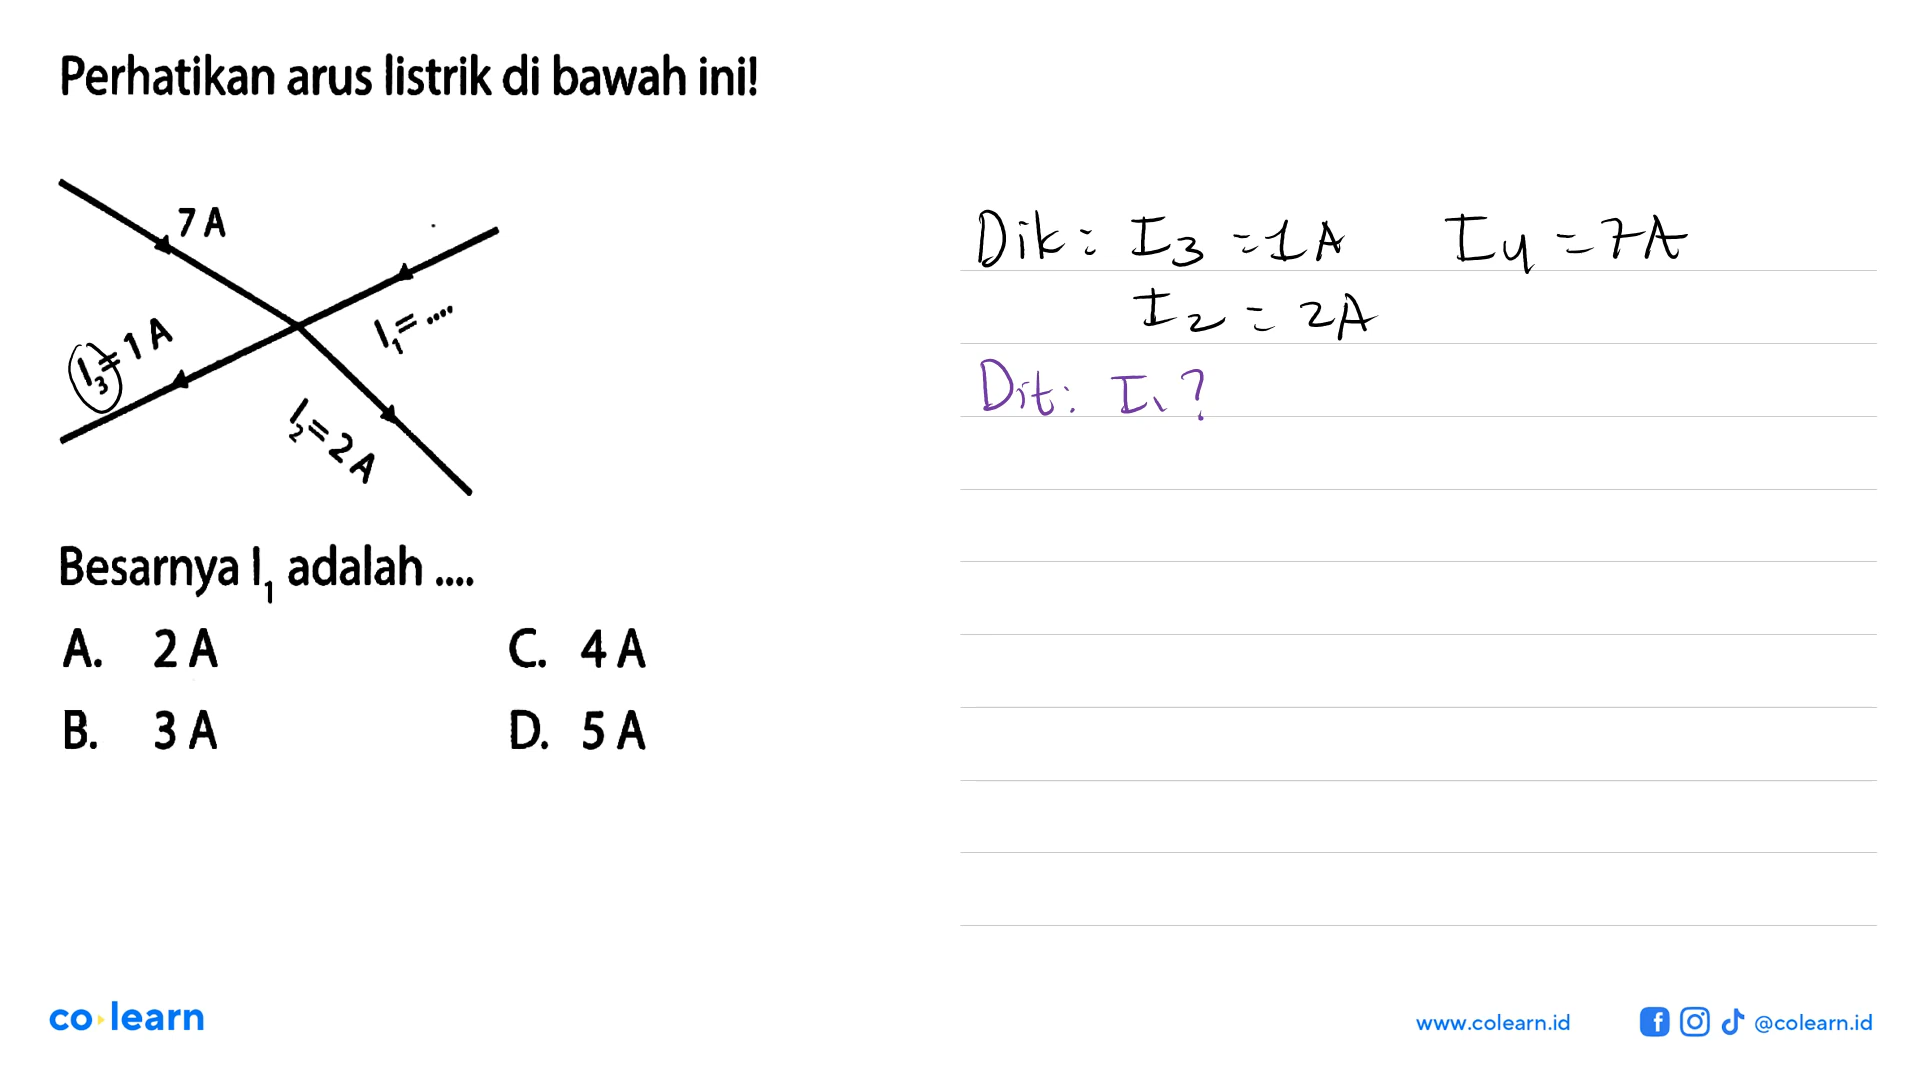 Perhatikan arus listrik di bawah ini!
7 A
I₁ = ....
I₃ = 1 A
I₂ = 2 A
Besarnya I₁ adalah ....
A. 2 A
B. 3 A
C. 4 A
D. 5 A
Dik : I₃ = 1 A I₄ = 7A
I₂ = 2A
Dit : I₁ ?
co learn
www.colearn.id
@colearn.id